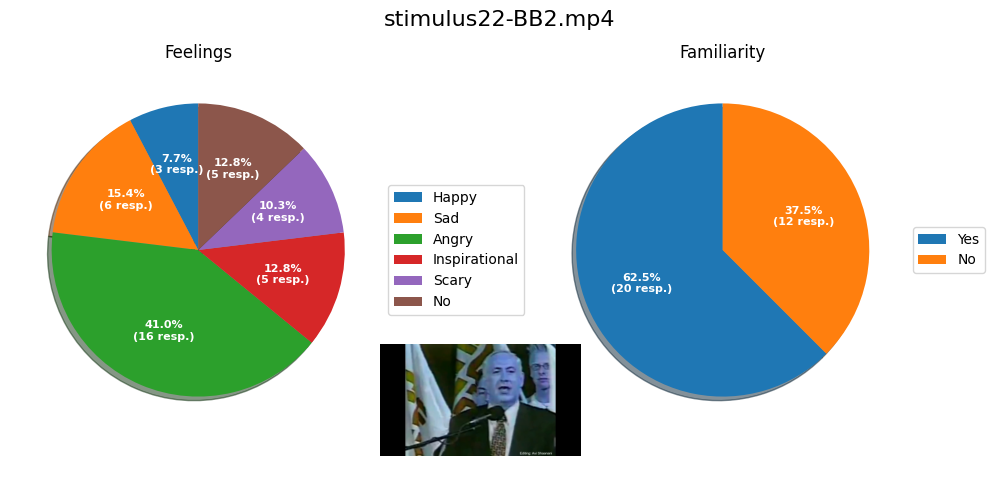 stimulus22-BB2.mp4
Feelings
7.7%
(3 resp.)
15.4%
(6 resp.)
41.0%
(16 resp.)
12.8%
(5 resp.)
10.3%
(4 resp.)
12.8%
(5 resp.)
Happy
Sad
Angry
Inspirational
Scary
No
Familiarity
62.5%
(20 resp.)
37.5%
(12 resp.)
Yes
No